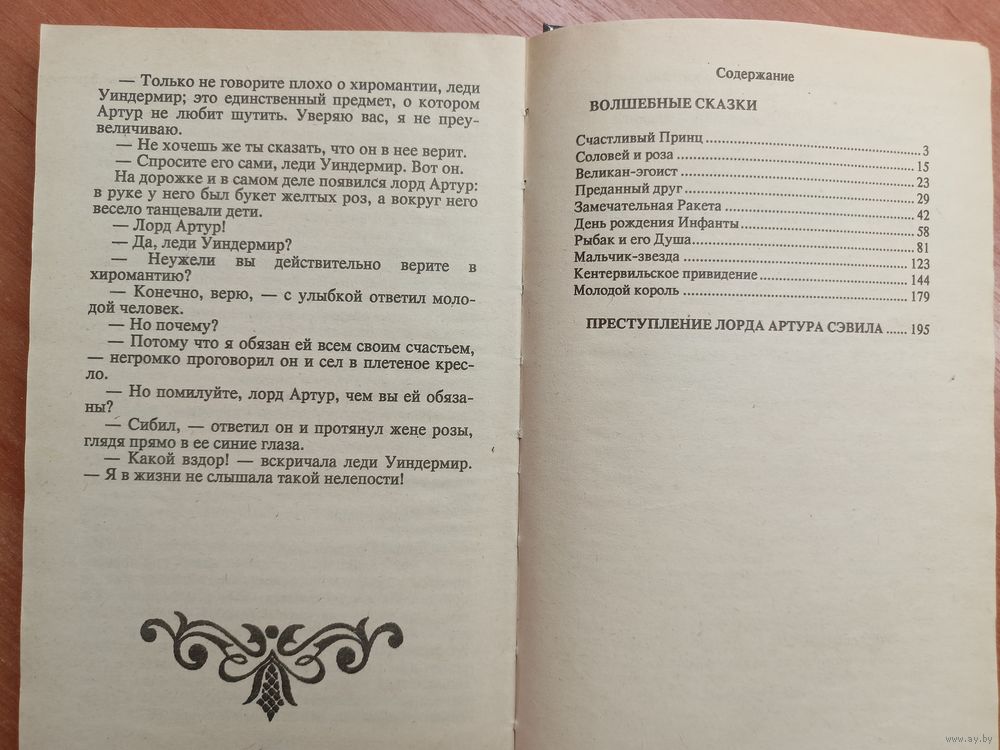 — Только не говорите плохо о хиромантии, леди
Уиндермир; это единственный предмет, о котором
Артур не любит шутить. Уверяю вас, я не преу-
величиваю.
— Не хочешь же ты сказать, что он в нее верит.
— Спросите его сами, леди Уиндермир. Вот он.
На дорожке и в самом деле появился лорд Артур:
в руке у него был букет желтых роз, а вокруг него
весело танцевали дети.
— Лорд Артур!
— Да, леди Уиндермир?
— Неужели вы действительно верите в
хиромантию?
— Конечно, верю, — с улыбкой ответил моло-
дой человек.
— Но почему?
— Потому что я обязан ей всем своим счастьем,
— негромко проговорил он и сел в плетеное крес-
ло.
— Но помилуйте, лорд Артур, чем вы ей обяза-
ны?
— Сибил, — ответил он и протянул жене розы,
глядя прямо в ее синие глаза.
— Какой вздор! — вскричала леди Уиндермир.
— Я в жизни не слышала такой нелепости!
Содержание
ВОЛШЕБНЫЕ СКАЗКИ
Счастливый Принц ..... 3
Соловей и роза ..... 15
Великан-эгоист ..... 23
Преданный друг ..... 29
Замечательная Ракета ..... 42
День рождения Инфанты ..... 58
Рыбак и его Душа ..... 81
Мальчик-звезда ..... 123
Кентервильское привидение ..... 144
Молодой король ..... 179
ПРЕСТУПЛЕНИЕ ЛОРДА АРТУРА СЭВИЛА ...... 195
www.ay.by